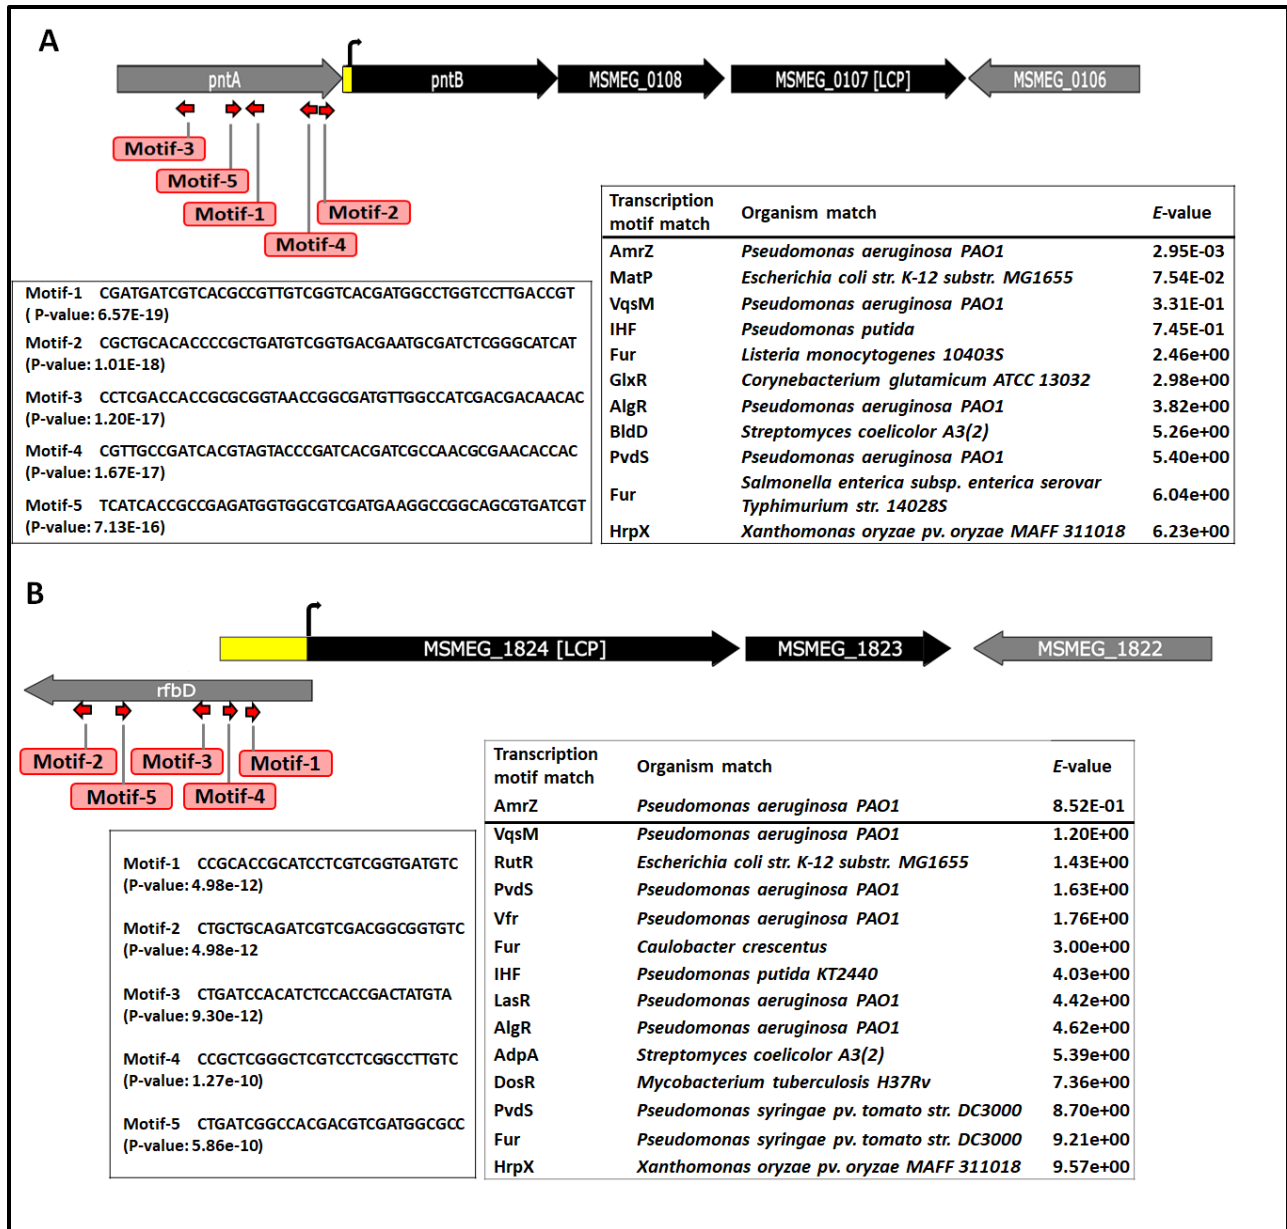 A
pntA
pntB
MSMEG_0108
MSMEG_0107 [LCP]
MSMEG_0106
Motif-3
Motif-5
Motif-1
Motif-2
Motif-4
Motif-1 CGATGATCGTCACGCCGTTGTCGGTCACGATGGCCTGGTCCTTGACCGT
( P-value: 6.57E-19)
Motif-2 CGCTGCACACCCCGCTGATGTCGGTGACGAATGCGATCTCGGGCATCAT
(P-value: 1.01E-18)
Motif-3 CCTCGACCACCGCGCGGTAACCGGCGATGTTGGCCATCGACGACAACAC
(P-value: 1.20E-17)
Motif-4 CGTTGCCGATCACGTAGTACCCGATCACGATCGCCAACGCGAACACCAC
(P-value: 1.67E-17)
Motif-5 TCATCACCGCCGAGATGGTGGCGTCGATGAAGGCCGGCAGCGTGATCGT
(P-value: 7.13E-16)
Transcription motif match Organism match E-value
AmrZ Pseudomonas aeruginosa PAO1 2.95E-03
MatP Escherichia coli str. K-12 substr. MG1655 7.54E-02
VqsM Pseudomonas aeruginosa PAO1 3.31E-01
IHF Pseudomonas putida 7.45E-01
Fur Listeria monocytogenes 10403S 2.46e+00
GlxR Corynebacterium glutamicum ATCC 13032 2.98e+00
AlgR Pseudomonas aeruginosa PAO1 3.82e+00
BldD Streptomyces coelicolor A3(2) 5.26e+00
PvdS Pseudomonas aeruginosa PAO1 5.40e+00
Fur Salmonella enterica subsp. enterica serovar Typhimurium str. 14028S 6.04e+00
HrpX Xanthomonas oryzae pv. oryzae MAFF 311018 6.23e+00
B
MSMEG_1824 [LCP]
MSMEG_1823
MSMEG_1822
rfbD
Motif-2
Motif-3
Motif-1
Motif-5
Motif-4
Motif-1 CCGCACCGCATCCTCGTCGGTGATGTC
(P-value: 4.98e-12)
Motif-2 CTGCTGCAGATCGTCGACGGCGGTGTC
(P-value: 4.98e-12
Motif-3 CTGATCCACATCTCCACCGACTATGTA
(P-value: 9.30e-12)
Motif-4 CCGCTCGGGCTCGTCCTCGGCCTTGTC
(P-value: 1.27e-10)
Motif-5 CTGATCGGCCACGACGTCGATGGCGCC
(P-value: 5.86e-10)
Transcription motif match Organism match E-value
AmrZ Pseudomonas aeruginosa PAO1 8.52E-01
VqsM Pseudomonas aeruginosa PAO1 1.20E+00
RutR Escherichia coli str. K-12 substr. MG1655 1.43E+00
PvdS Pseudomonas aeruginosa PAO1 1.63E+00
Vfr Pseudomonas aeruginosa PAO1 1.76E+00
Fur Caulobacter crescentus 3.00e+00
IHF Pseudomonas putida KT2440 4.03e+00
LasR Pseudomonas aeruginosa PAO1 4.42e+00
AlgR Pseudomonas aeruginosa PAO1 4.62e+00
AdpA Streptomyces coelicolor A3(2) 5.39e+00
DosR Mycobacterium tuberculosis H37Rv 7.36e+00
PvdS Pseudomonas syringae pv. tomato str. DC3000 8.70e+00
Fur Pseudomonas syringae pv. tomato str. DC3000 9.21e+00
HrpX Xanthomonas oryzae pv. oryzae MAFF 311018 9.57e+00